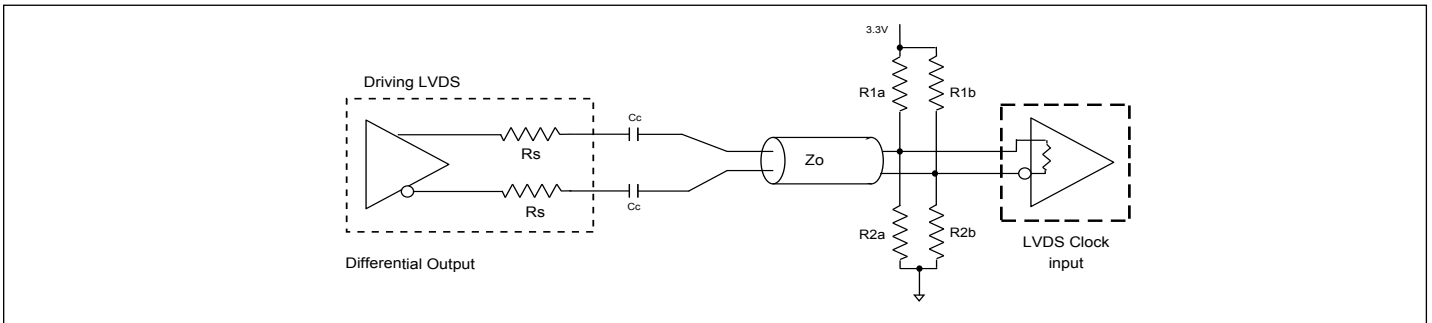 3.3V
Driving LVDS
R1a
R1b
Cc
Rs
Zo
Rs
Cc
R2a
R2b
LVDS Clock
input
Differential Output